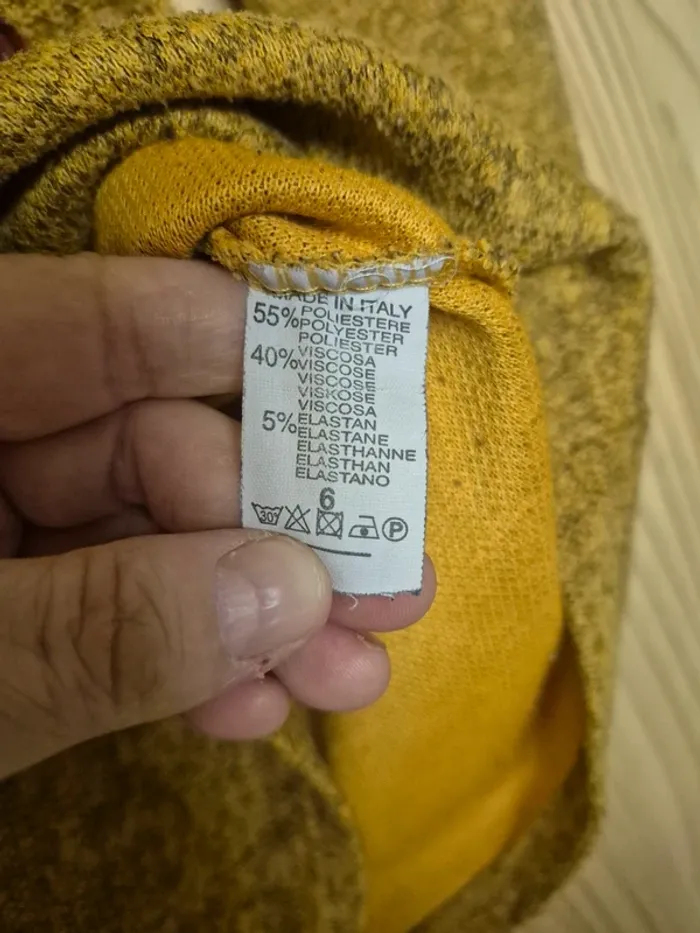 MADE IN ITALY
55% POLIESTERE
POLYESTER
POLIESTER
40% VISCOSA
VISCOSE
VISCOSE
VISKOSE
VISCOSA
5% ELASTAN
ELASTANE
ELASTHANNE
ELASTHAN
ELASTANO
6
30° P